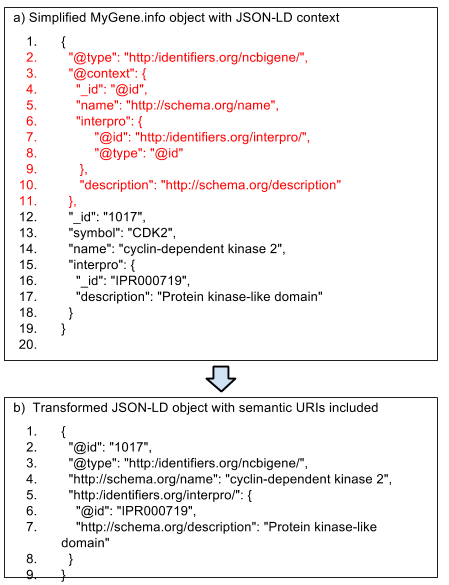 a) Simplified MyGene.info object with JSON-LD context
1. {
2. "@type": "http:/identifiers.org/ncbigene/",
3. "@context": {
4. "_id": "@id",
5. "name": "http://schema.org/name",
6. "interpro": {
7. "@id": "http:/identifiers.org/interpro/",
8. "@type": "@id"
9. },
10. "description": "http://schema.org/description"
11. },
12. "_id": "1017",
13. "symbol": "CDK2",
14. "name": "cyclin-dependent kinase 2",
15. "interpro": {
16. "_id": "IPR000719",
17. "description": "Protein kinase-like domain"
18. }
19. }
20.
b) Transformed JSON-LD object with semantic URIs included
1. {
2. "@id": "1017",
3. "@type": "http:/identifiers.org/ncbigene/",
4. "http://schema.org/name": "cyclin-dependent kinase 2",
5. "http:/identifiers.org/interpro/": {
6. "@id": "IPR000719",
7. "http://schema.org/description": "Protein kinase-like
domain"
8. }
9. }